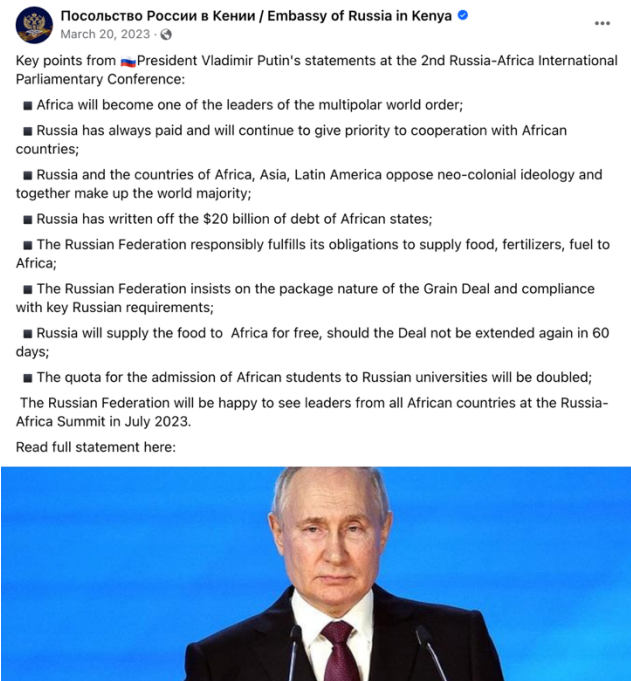 Посольство России в Кении / Embassy of Russia in Kenya
March 20, 2023 ·
Key points from 🇷🇺President Vladimir Putin's statements at the 2nd Russia-Africa International
Parliamentary Conference:
◾ Africa will become one of the leaders of the multipolar world order;
◾ Russia has always paid and will continue to give priority to cooperation with African
countries;
◾ Russia and the countries of Africa, Asia, Latin America oppose neo-colonial ideology and
together make up the world majority;
◾ Russia has written off the $20 billion of debt of African states;
◾ The Russian Federation responsibly fulfills its obligations to supply food, fertilizers, fuel to
Africa;
◾ The Russian Federation insists on the package nature of the Grain Deal and compliance
with key Russian requirements;
◾ Russia will supply the food to  Africa for free, should the Deal not be extended again in 60
days;
◾ The quota for the admission of African students to Russian universities will be doubled;
The Russian Federation will be happy to see leaders from all African countries at the Russia-
Africa Summit in July 2023.
Read full statement here: